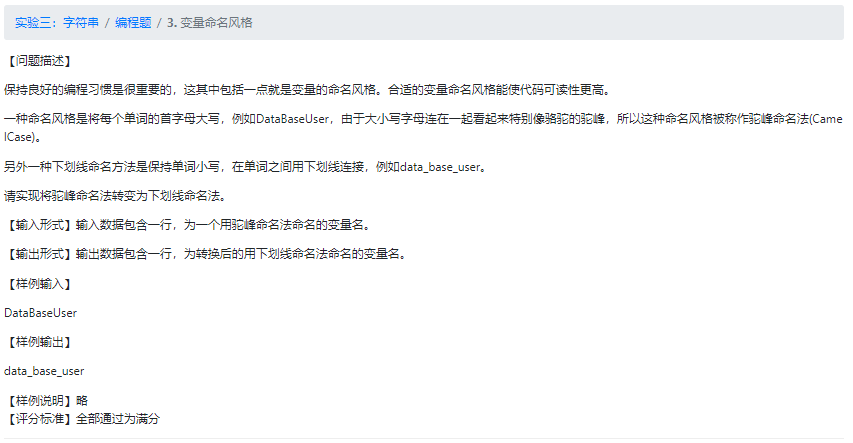 实验三：字符串 / 编程题 / 3. 变量命名风格
【问题描述】
保持良好的编程习惯是很重要的，这其中包括一点就是变量的命名风格。合适的变量命名风格能使代码可读性更高。
一种命名风格是将每个单词的首字母大写，例如DataBaseUser，由于大小写字母连在一起看起来特别像骆驼的驼峰，所以这种命名风格被称作驼峰命名法(Came
lCase)。
另外一种下划线命名方法是保持单词小写，在单词之间用下划线连接，例如data_base_user。
请实现将驼峰命名法转变为下划线命名法。
【输入形式】输入数据包含一行，为一个用驼峰命名法命名的变量名。
【输出形式】输出数据包含一行，为转换后的用下划线命名法命名的变量名。
【样例输入】
DataBaseUser
【样例输出】
data_base_user
【样例说明】略
【评分标准】全部通过为满分